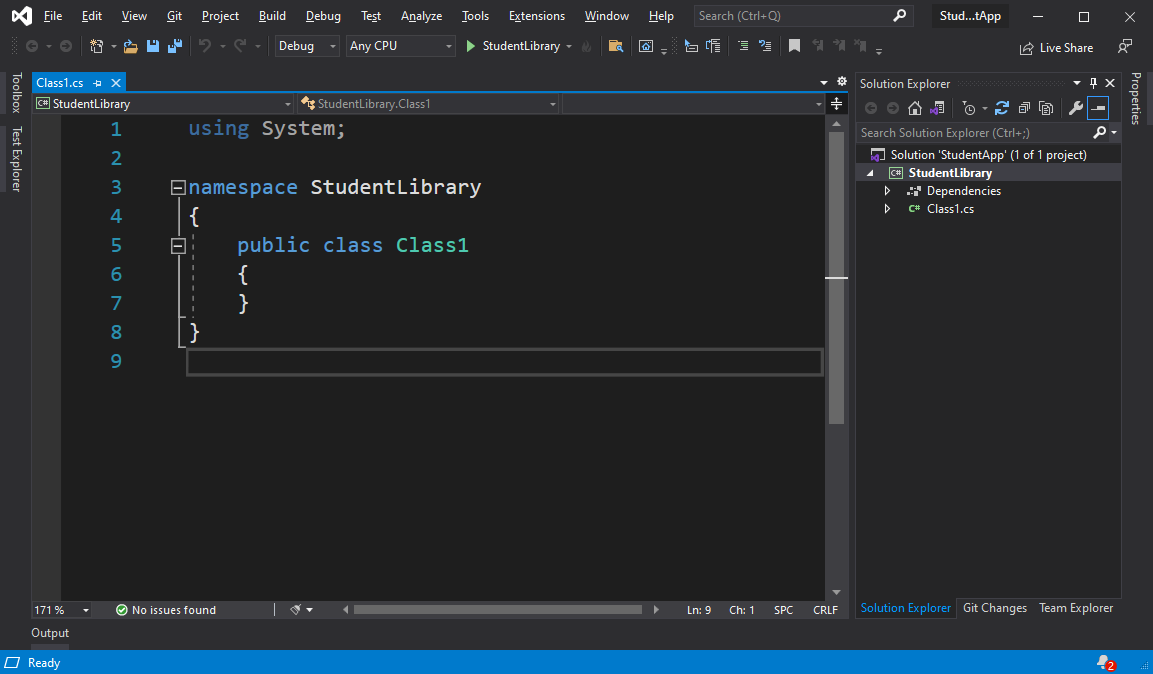 File Edit View Git Project Build Debug Test Analyze Tools Extensions Window Help Search (Ctrl+Q) Stud...tApp
Debug Any CPU StudentLibrary Live Share
Toolbox
Test Explorer
Class1.cs
C# StudentLibrary StudentLibrary.Class1
1 using System;
2
3 namespace StudentLibrary
4 {
5 public class Class1
6 {
7 }
8 }
9
171 % No issues found Ln: 9 Ch: 1 SPC CRLF
Solution Explorer
Search Solution Explorer (Ctrl+;)
Solution 'StudentApp' (1 of 1 project)
C# StudentLibrary
Dependencies
C# Class1.cs
Solution Explorer Git Changes Team Explorer
Properties
Output
Ready 2